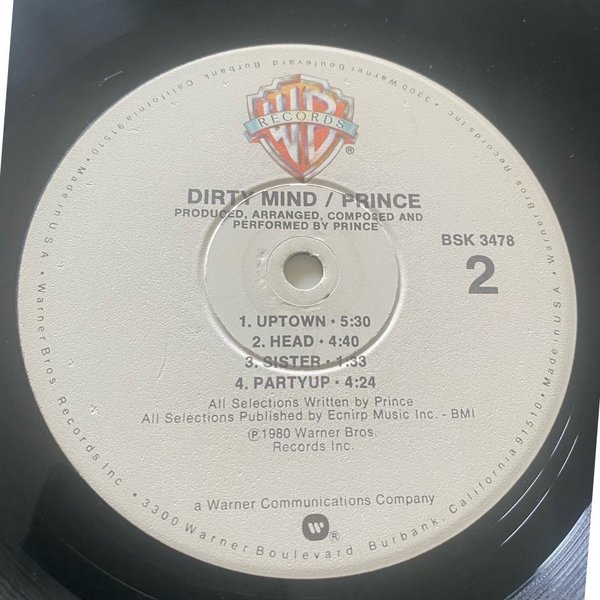 WB
RECORDS
®
DIRTY MIND / PRINCE
PRODUCED, ARRANGED, COMPOSED AND
PERFORMED BY PRINCE
BSK 3478
2
1. UPTOWN • 5:30
2. HEAD • 4:40
3. SISTER • 1:33
4. PARTYUP • 4:24
All Selections Written by Prince
All Selections Published by Ecnirp Music Inc. - BMI
℗1980 Warner Bros.
Records Inc.
a Warner Communications Company
®
Made in U S A • Warner Bros. Records Inc • 3300 Warner Boulevard Burbank, California 91510 • Made in U S A • Warner Bros Records Inc • 3300 Warner Boulevard Burbank, California 91510 •